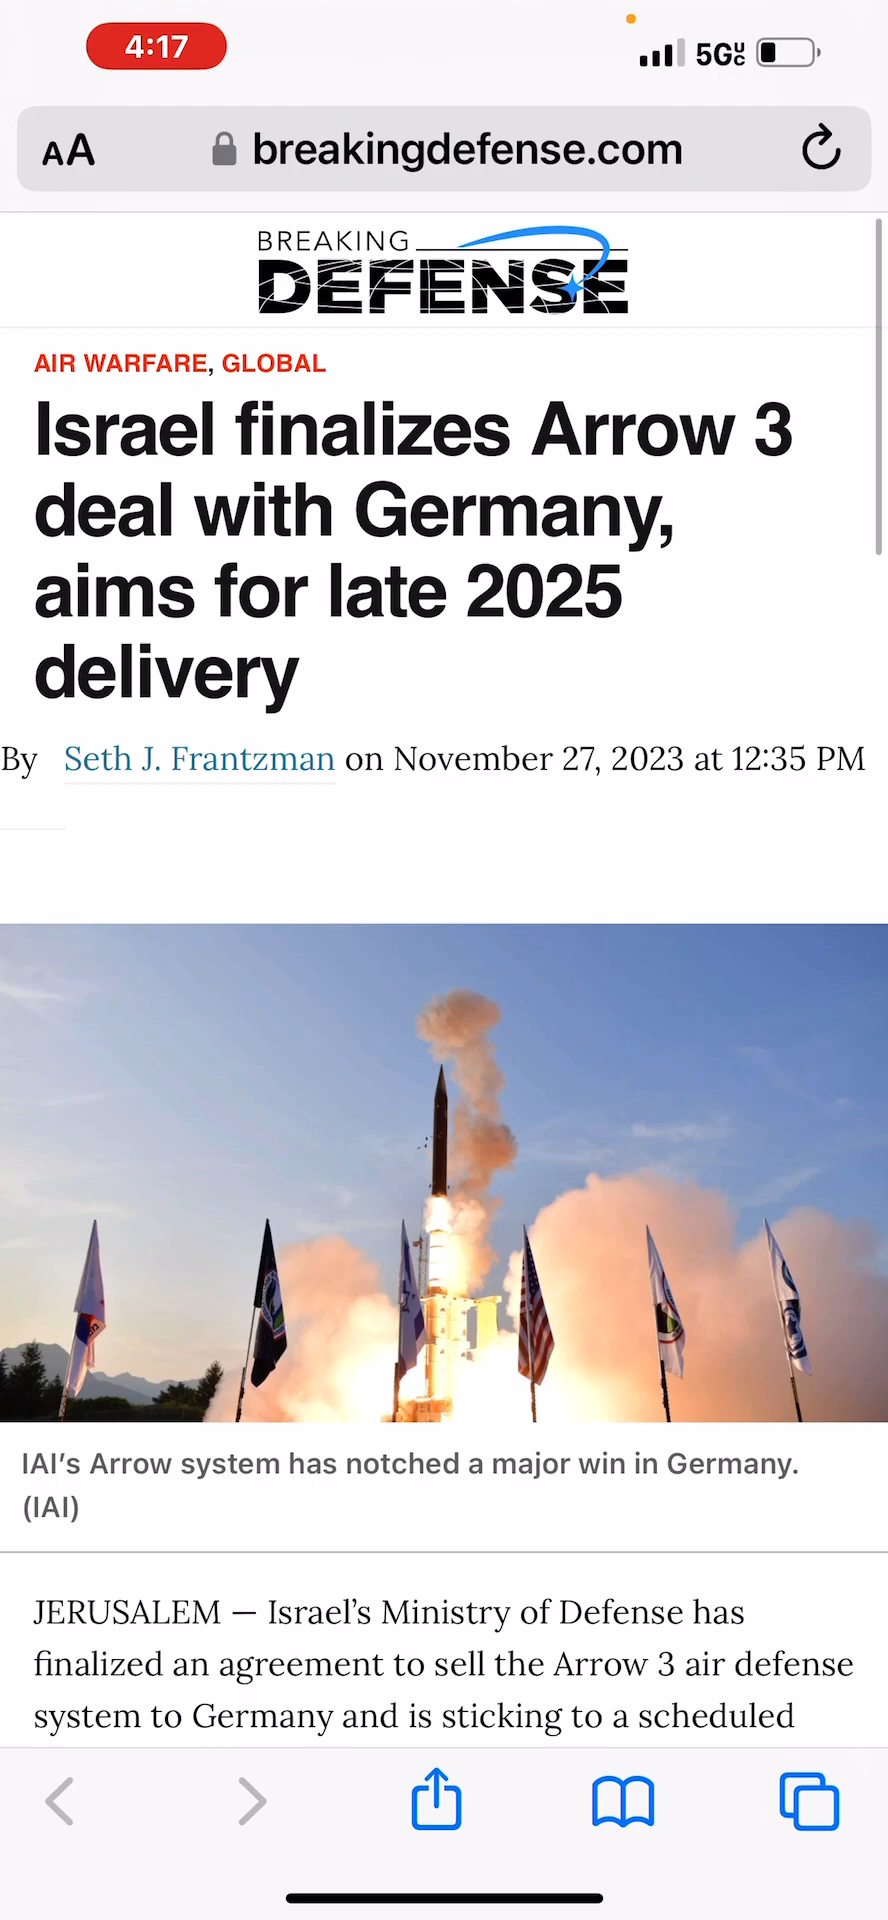 4:17
5GUC
AA
breakingdefense.com
BREAKING
DEFENSE
AIR WARFARE, GLOBAL
Israel finalizes Arrow 3
deal with Germany,
aims for late 2025
delivery
By Seth J. Frantzman on November 27, 2023 at 12:35 PM
IAI's Arrow system has notched a major win in Germany.
(IAI)
JERUSALEM — Israel’s Ministry of Defense has
finalized an agreement to sell the Arrow 3 air defense
system to Germany and is sticking to a scheduled